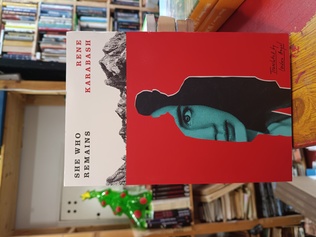 RENE
KARABASH
SHE WHO
REMAINS